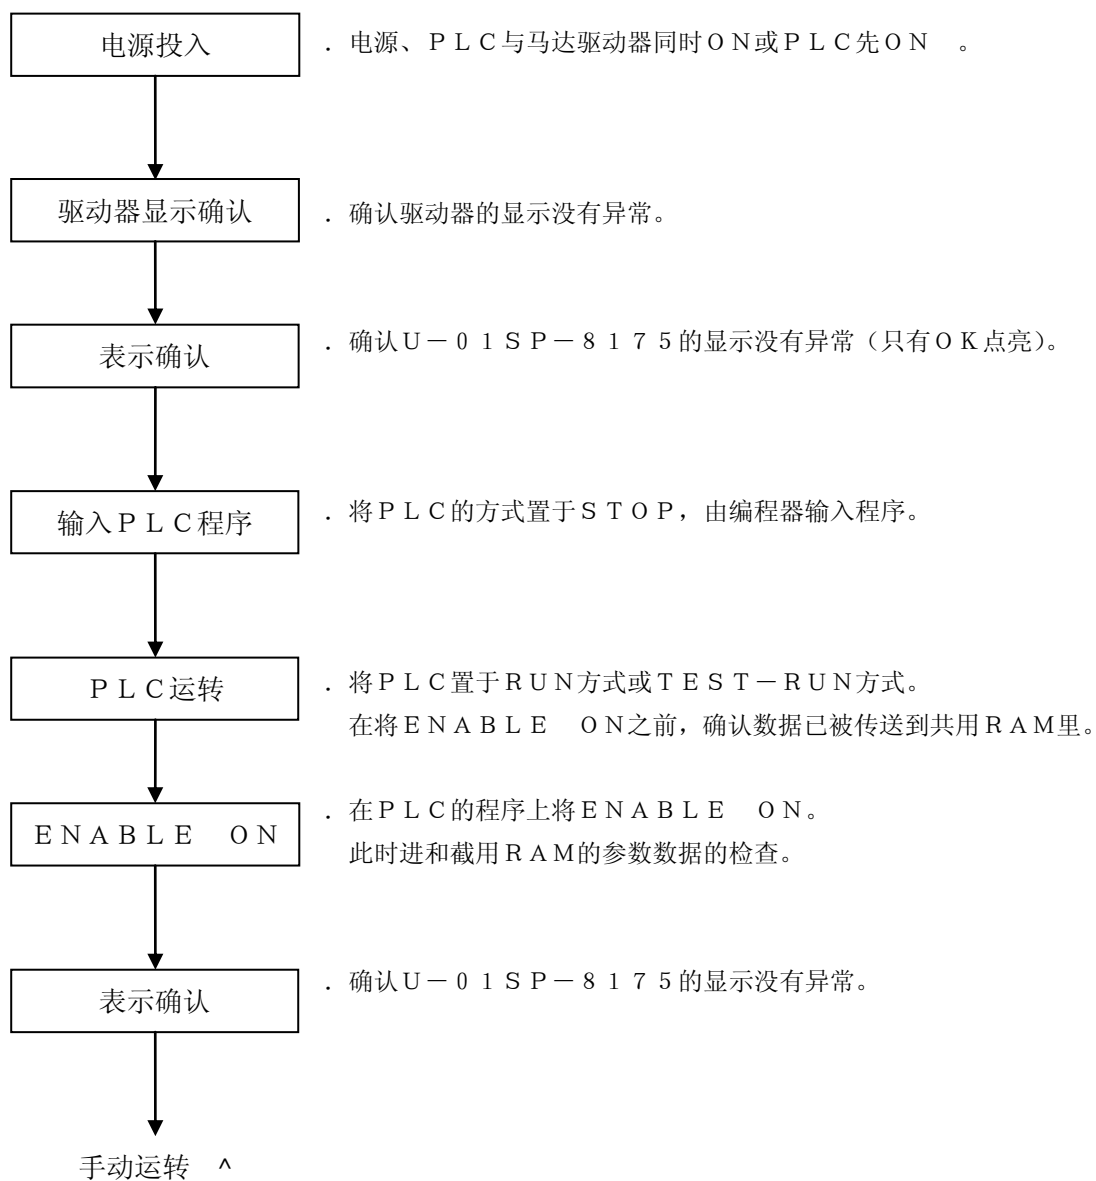 电源投入
．电源、ＰＬＣ与马达驱动器同时ＯＮ或ＰＬＣ先ＯＮ　。
驱动器显示确认
．确认驱动器的显示没有异常。
表示确认
．确认Ｕ－０１ＳＰ－８１７５的显示没有异常（只有ＯＫ点亮）。
输入ＰＬＣ程序
．将ＰＬＣ的方式置于ＳＴＯＰ，由编程器输入程序。
ＰＬＣ运转
．将ＰＬＣ置于ＲＵＮ方式或ＴＥＳＴ－ＲＵＮ方式。
在将ＥＮＡＢＬＥ　ＯＮ之前，确认数据已被传送到共用ＲＡＭ里。
ＥＮＡＢＬＥ　ＯＮ
．在ＰＬＣ的程序上将ＥＮＡＢＬＥ　ＯＮ。
此时进和截用ＲＡＭ的参数数据的检查。
表示确认
．确认Ｕ－０１ＳＰ－８１７５的显示没有异常。
手动运转　^